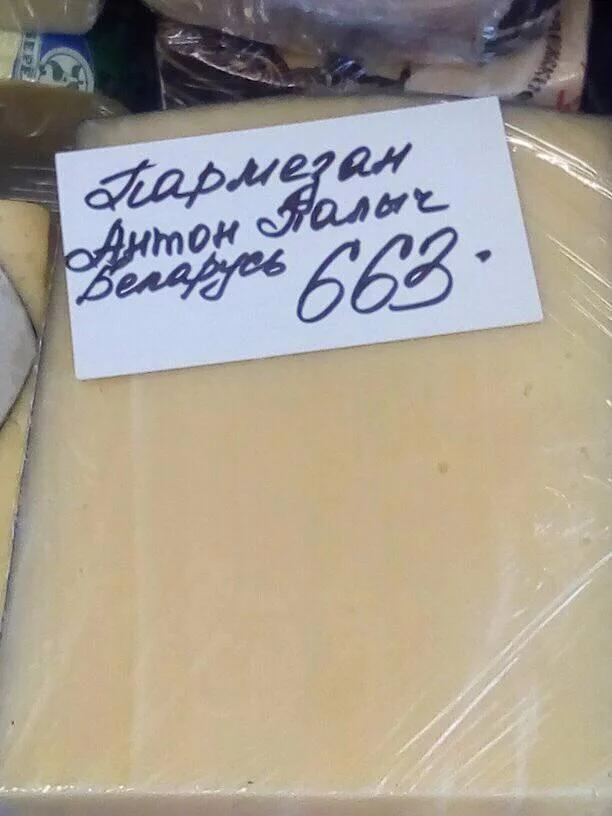 Пармезан
Антон Палыч
Беларусь 663.